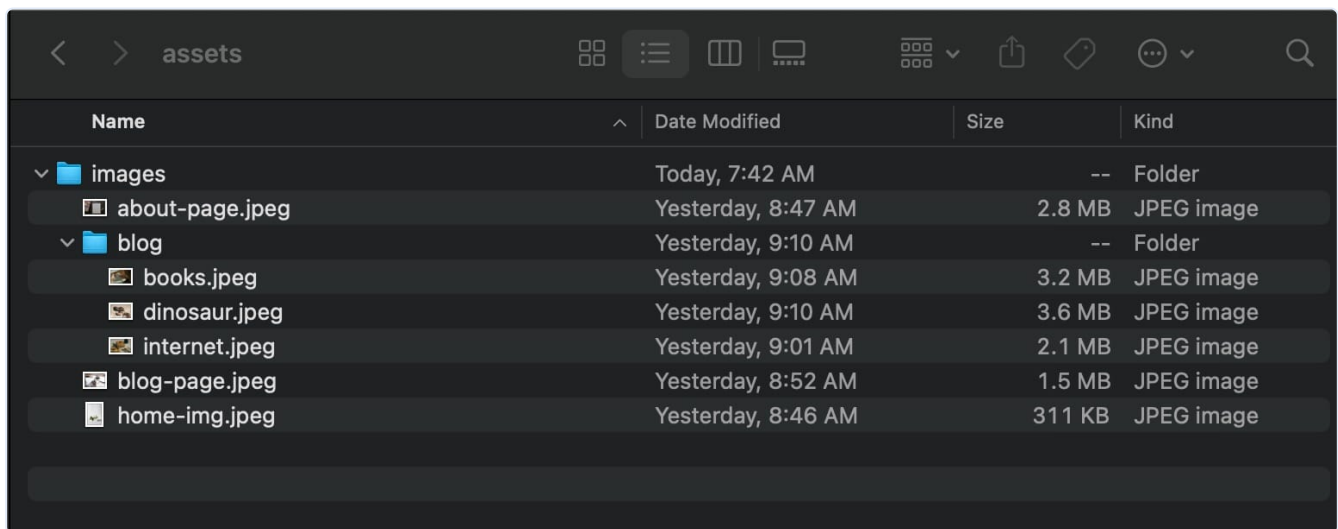 assets
Name Date Modified Size Kind
images Today, 7:42 AM -- Folder
about-page.jpeg Yesterday, 8:47 AM 2.8 MB JPEG image
blog Yesterday, 9:10 AM -- Folder
books.jpeg Yesterday, 9:08 AM 3.2 MB JPEG image
dinosaur.jpeg Yesterday, 9:10 AM 3.6 MB JPEG image
internet.jpeg Yesterday, 9:01 AM 2.1 MB JPEG image
blog-page.jpeg Yesterday, 8:52 AM 1.5 MB JPEG image
home-img.jpeg Yesterday, 8:46 AM 311 KB JPEG image